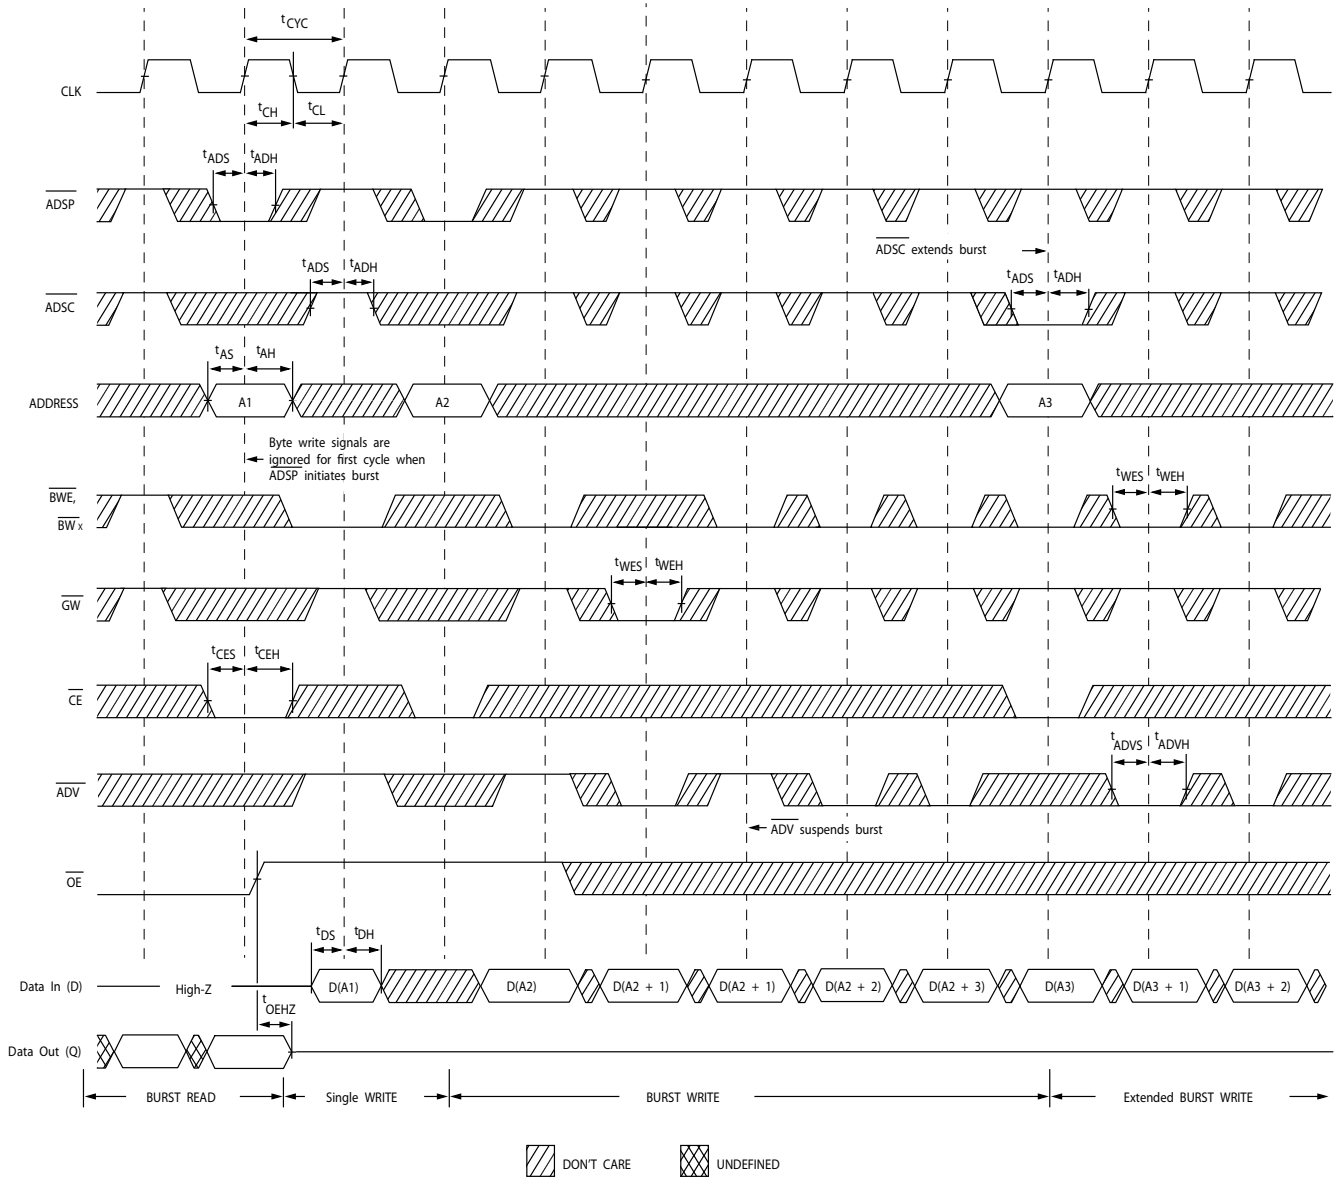 tCYC
CLK
tCH
tCL
tADS
tADH
ADSP
ADSC extends burst
tADS
tADH
tADS
tADH
ADSC
tAS
tAH
ADDRESS
A1
A2
A3
Byte write signals are
ignored for first cycle when
ADSP initiates burst
BWE,
BW x
tWES
tWEH
tWES
tWEH
GW
tCES
tCEH
CE
tADVS
tADVH
ADV
ADV suspends burst
OE
tDS
tDH
Data In (D)
High-Z
D(A1)
D(A2)
D(A2 + 1)
D(A2 + 1)
D(A2 + 2)
D(A2 + 3)
D(A3)
D(A3 + 1)
D(A3 + 2)
tOEHZ
Data Out (Q)
BURST READ
Single WRITE
BURST WRITE
Extended BURST WRITE
DON'T CARE
UNDEFINED